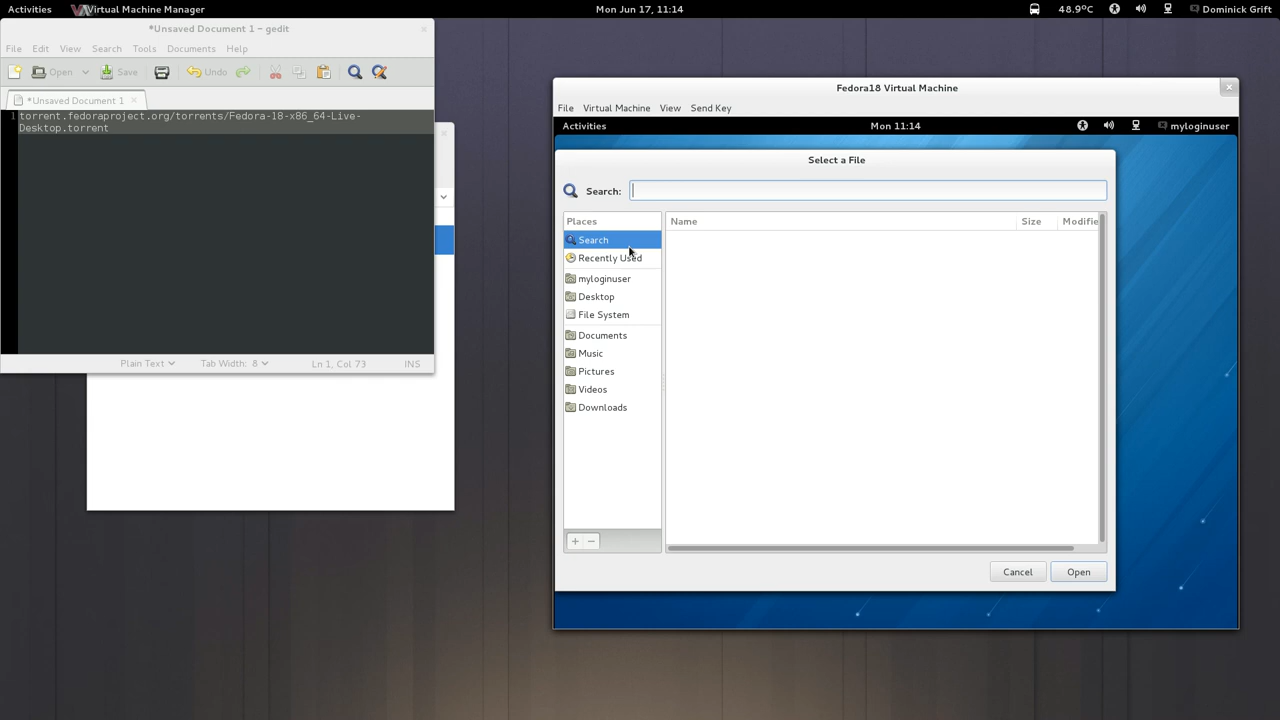 Activities Virtual Machine Manager Mon Jun 17, 11:14 48.9°C Dominick Grift
*Unsaved Document 1 – gedit
File Edit View Search Tools Documents Help
Open Save Undo
*Unsaved Document 1
1 torrent.fedoraproject.org/torrents/Fedora-18-x86_64-Live-
Desktop.torrent
Plain Text Tab Width: 8 Ln 1, Col 73 INS
Fedora18 Virtual Machine
File Virtual Machine View Send Key
Activities Mon 11:14 myloginuser
Select a File
Search:
Places
Search
Recently Used
myloginuser
Desktop
File System
Documents
Music
Pictures
Videos
Downloads
Name Size Modifie
Cancel Open